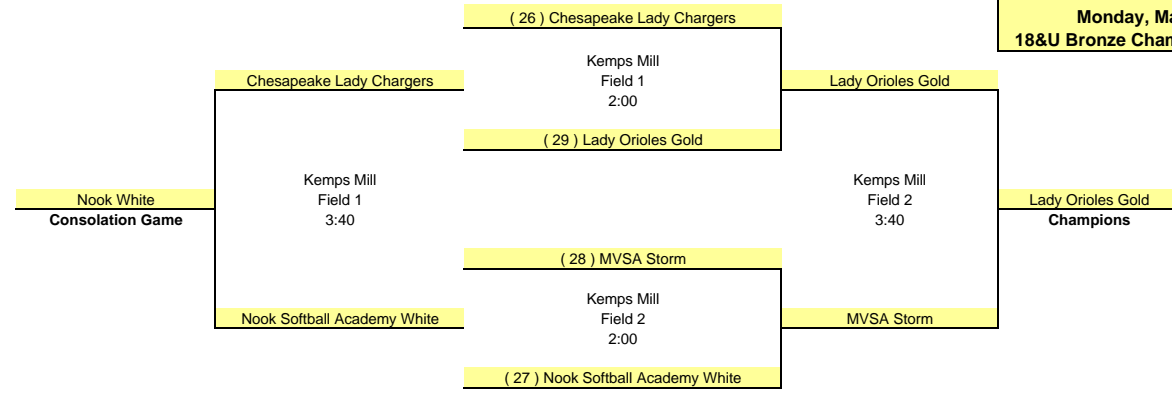 ( 26 ) Chesapeake Lady Chargers
Monday,
18&U Bronze
Kemps Mill
Chesapeake Lady Chargers
Field 1
Lady Orioles Gold
2:00
( 29 ) Lady Orioles Gold
Kemps Mill
Kemps Mill
Nook White
Field 1
Field 2
Lady Orioles Gold
Consolation Game
3:40
3:40
Champions
( 28 ) MVSA Storm
Kemps Mill
Nook Softball Academy White
Field 2
MVSA Storm
2:00
( 27 ) Nook Softball Academy White